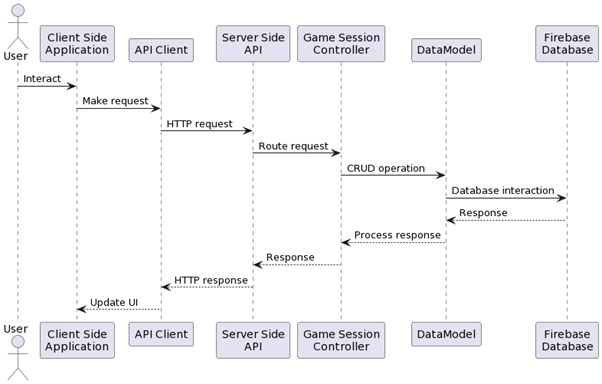 User
Client Side
Application
API Client
Server Side
API
Game Session
Controller
DataModel
Firebase
Database
Interact
Make request
HTTP request
Route request
CRUD operation
Database interaction
Response
Process response
Response
HTTP response
Update UI
User
Client Side
Application
API Client
Server Side
API
Game Session
Controller
DataModel
Firebase
Database